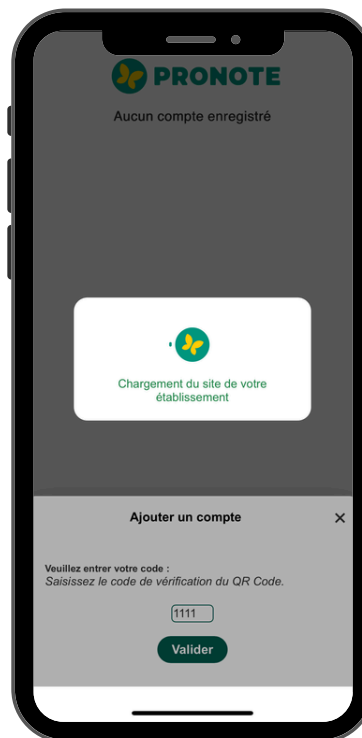 PRONOTE
Aucun compte enregistré
Chargement du site de votre
établissement
Ajouter un compte
Veuillez entrer votre code :
Saisissez le code de vérification du QR Code.
1111
Valider